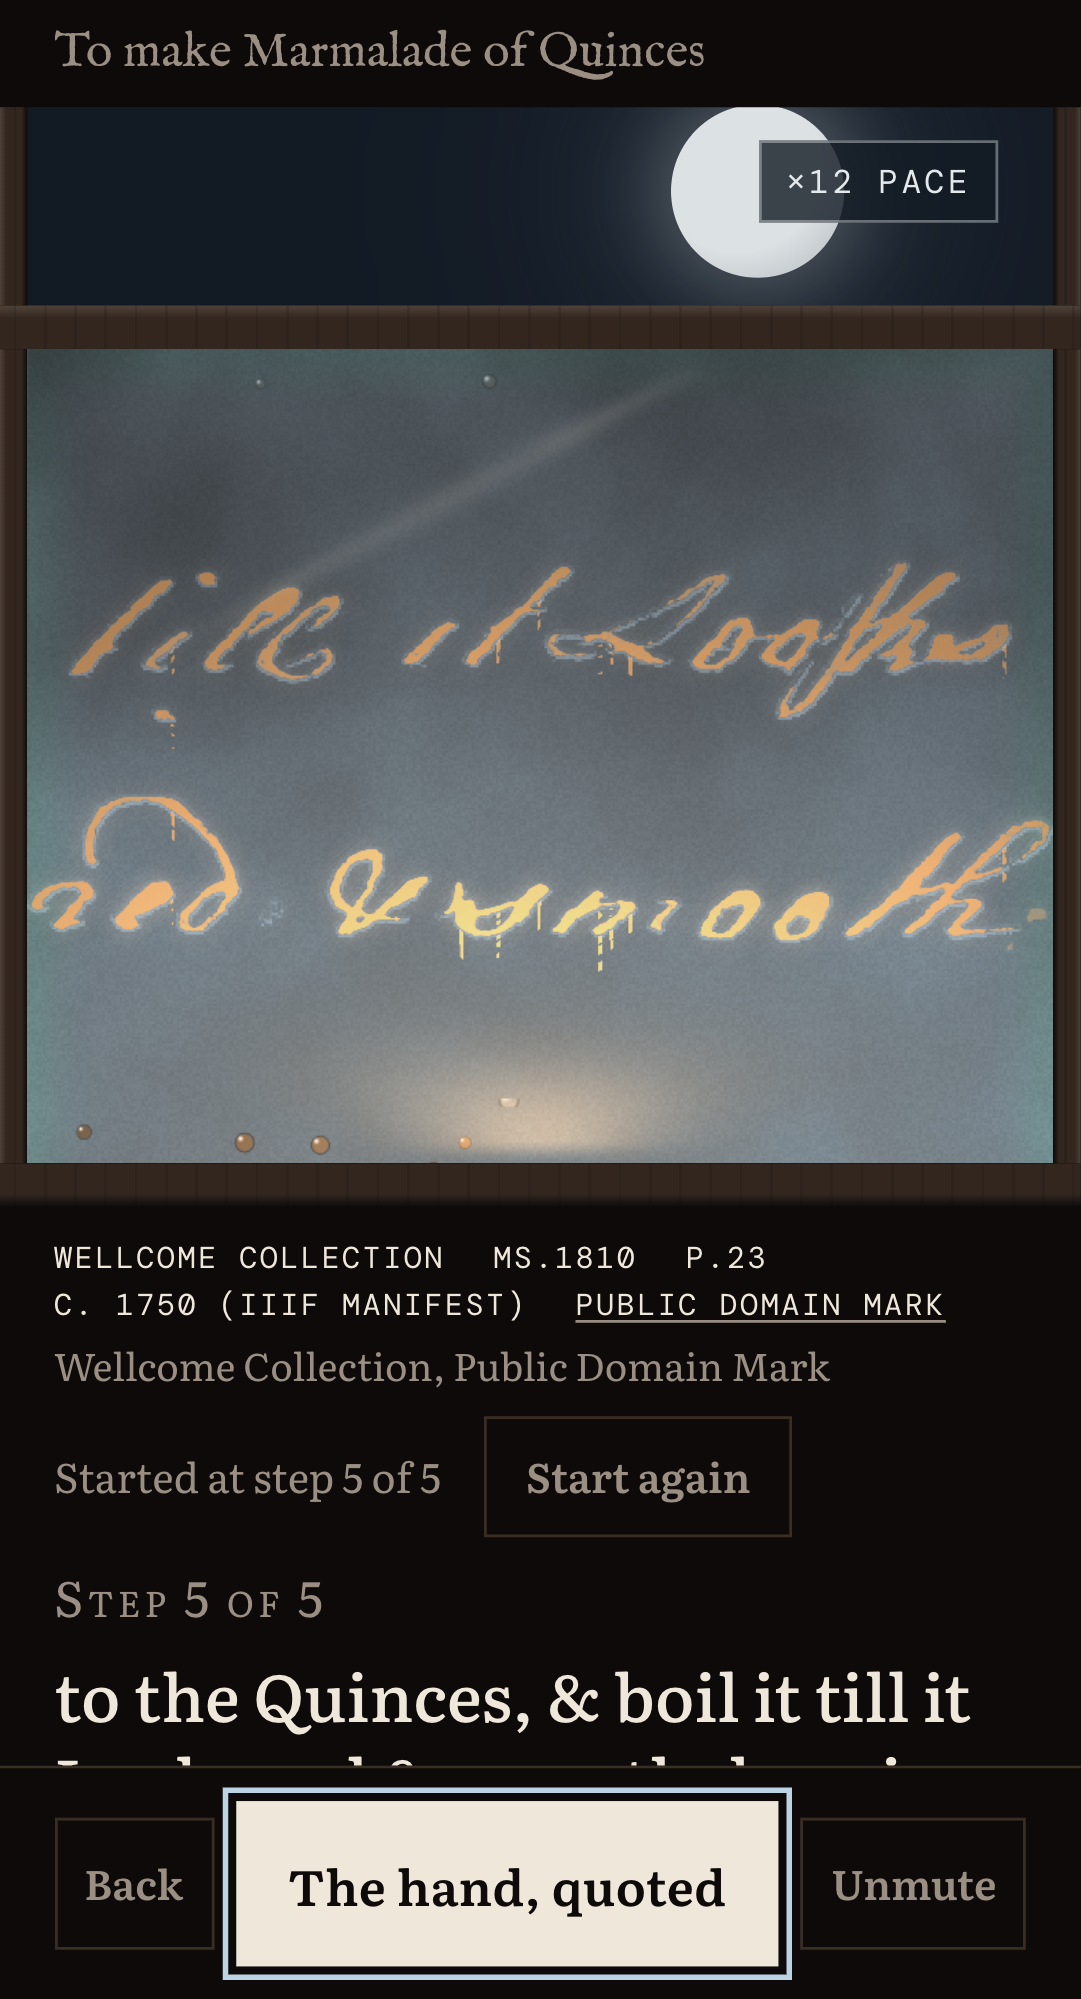 To make Marmalade of Quinces
×12 PACE
till it Looks
red & smooth
WELLCOME COLLECTION MS.1810 P.23
C. 1750 (IIIF MANIFEST) PUBLIC DOMAIN MARK
Wellcome Collection, Public Domain Mark
Started at step 5 of 5 Start again
STEP 5 OF 5
to the Quinces, & boil it till it
Back The hand, quoted Unmute